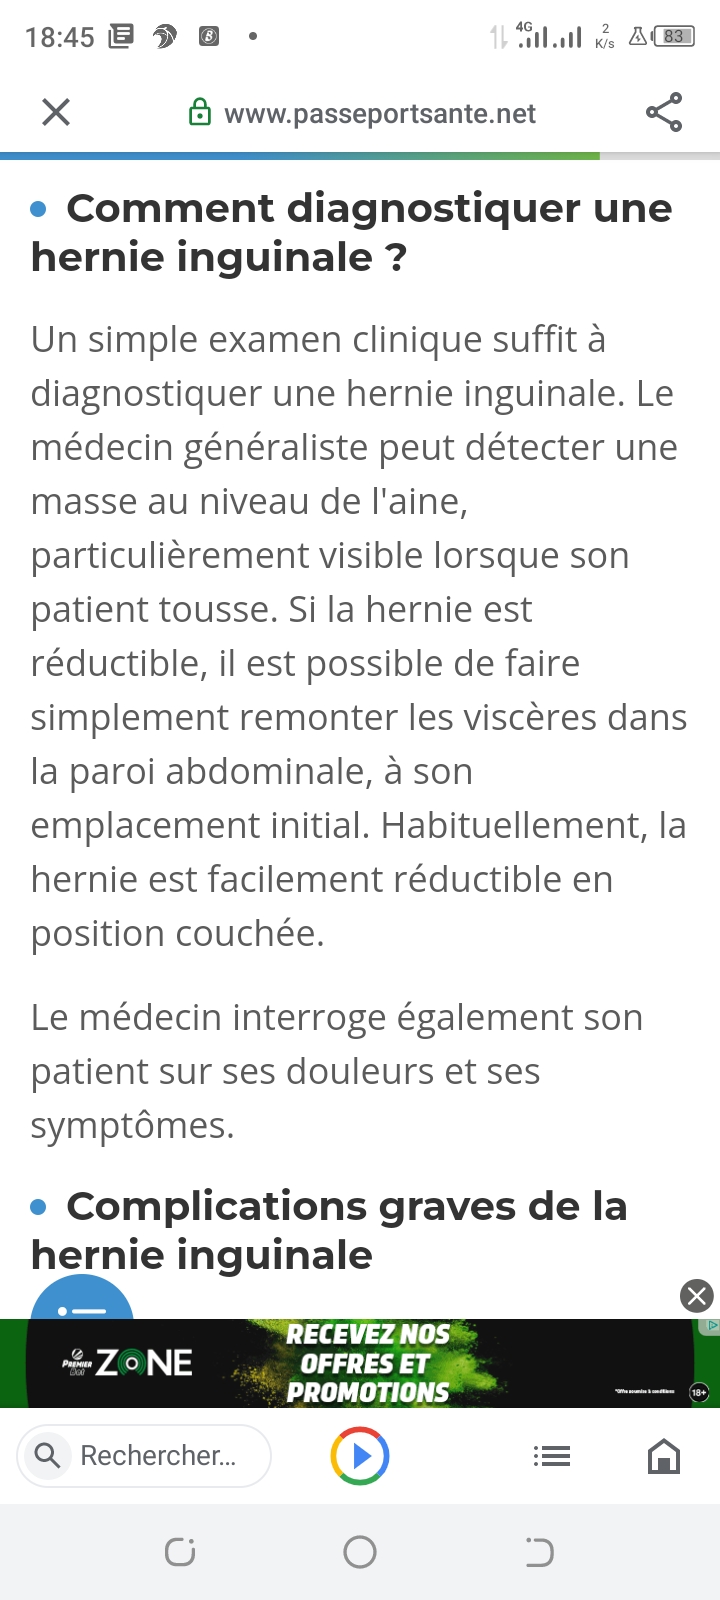 18:45
4G
2
K/s
83
www.passeportsante.net
Comment diagnostiquer une
hernie inguinale ?
Un simple examen clinique suffit à
diagnostiquer une hernie inguinale. Le
médecin généraliste peut détecter une
masse au niveau de l'aine,
particulièrement visible lorsque son
patient tousse. Si la hernie est
réductible, il est possible de faire
simplement remonter les viscères dans
la paroi abdominale, à son
emplacement initial. Habituellement, la
hernie est facilement réductible en
position couchée.
Le médecin interroge également son
patient sur ses douleurs et ses
symptômes.
Complications graves de la
hernie inguinale
PREMIER
Bet
ZONE
RECEVEZ NOS
OFFRES ET
PROMOTIONS
*Offre soumise à conditions
18+
Rechercher...